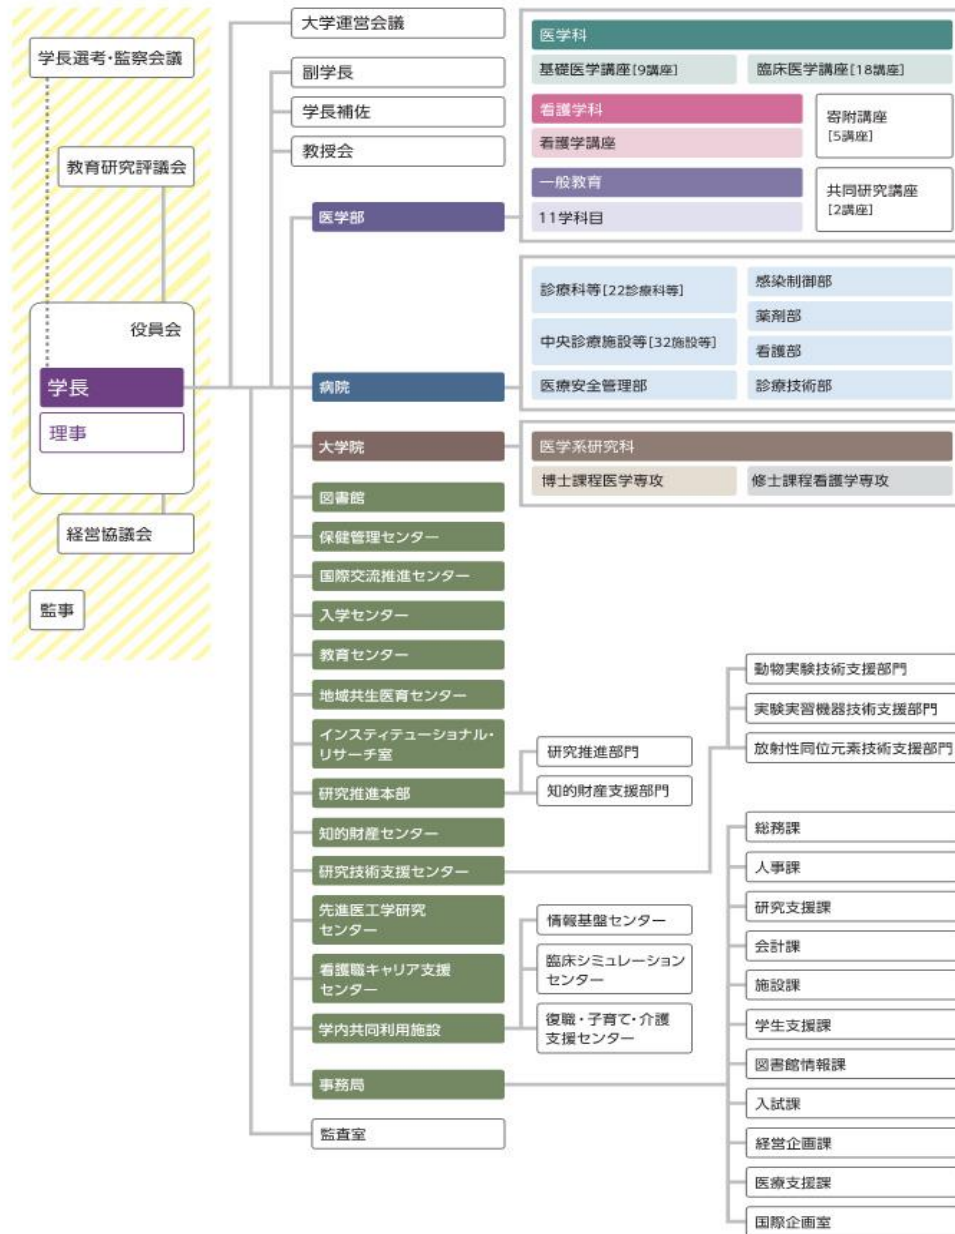 学長選考・監察会議
教育研究評議会
役員会
学長
理事
経営協議会
監事
大学運営会議
副学長
学長補佐
教授会
医学部
医学科
基礎医学講座[9講座]
臨床医学講座[18講座]
看護学科
看護学講座
一般教育
11学科目
寄附講座
[5講座]
共同研究講座
[2講座]
病院
診療科等[22診療科等]
中央診療施設等[32施設等]
医療安全管理部
感染制御部
薬剤部
看護部
診療技術部
大学院
医学系研究科
博士課程医学専攻
修士課程看護学専攻
図書館
保健管理センター
国際交流推進センター
入学センター
教育センター
地域共生医育センター
インスティテューショナル・
リサーチ室
研究推進本部
研究推進部門
知的財産支援部門
知的財産センター
研究技術支援センター
動物実験技術支援部門
実験実習機器技術支援部門
放射性同位元素技術支援部門
先進医工学研究
センター
看護職キャリア支援
センター
学内共同利用施設
情報基盤センター
臨床シミュレーション
センター
復職・子育て・介護
支援センター
事務局
総務課
人事課
研究支援課
会計課
施設課
学生支援課
図書館情報課
入試課
経営企画課
医療支援課
国際企画室
監査室